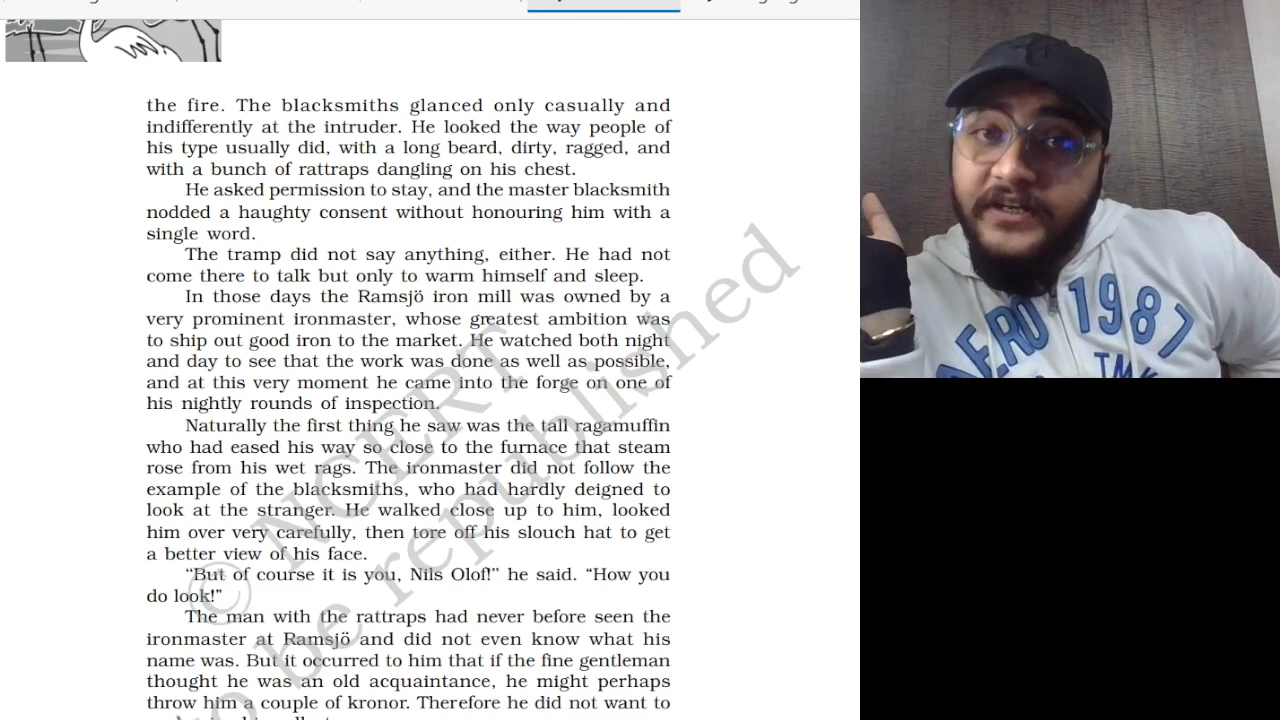 the fire. The blacksmiths glanced only casually and
indifferently at the intruder. He looked the way people of
his type usually did, with a long beard, dirty, ragged, and
with a bunch of rattraps dangling on his chest.
He asked permission to stay, and the master blacksmith
nodded a haughty consent without honouring him with a
single word.
The tramp did not say anything, either. He had not
come there to talk but only to warm himself and sleep.
In those days the Ramsjö iron mill was owned by a
very prominent ironmaster, whose greatest ambition was
to ship out good iron to the market. He watched both night
and day to see that the work was done as well as possible,
and at this very moment he came into the forge on one of
his nightly rounds of inspection.
Naturally the first thing he saw was the tall ragamuffin
who had eased his way so close to the furnace that steam
rose from his wet rags. The ironmaster did not follow the
example of the blacksmiths, who had hardly deigned to
look at the stranger. He walked close up to him, looked
him over very carefully, then tore off his slouch hat to get
a better view of his face.
“But of course it is you, Nils Olof!” he said. “How you
do look!”
The man with the rattraps had never before seen the
ironmaster at Ramsjö and did not even know what his
name was. But it occurred to him that if the fine gentleman
thought he was an old acquaintance, he might perhaps
throw him a couple of kronor. Therefore he did not want to
© NCERT
to be republished
AERO 1987